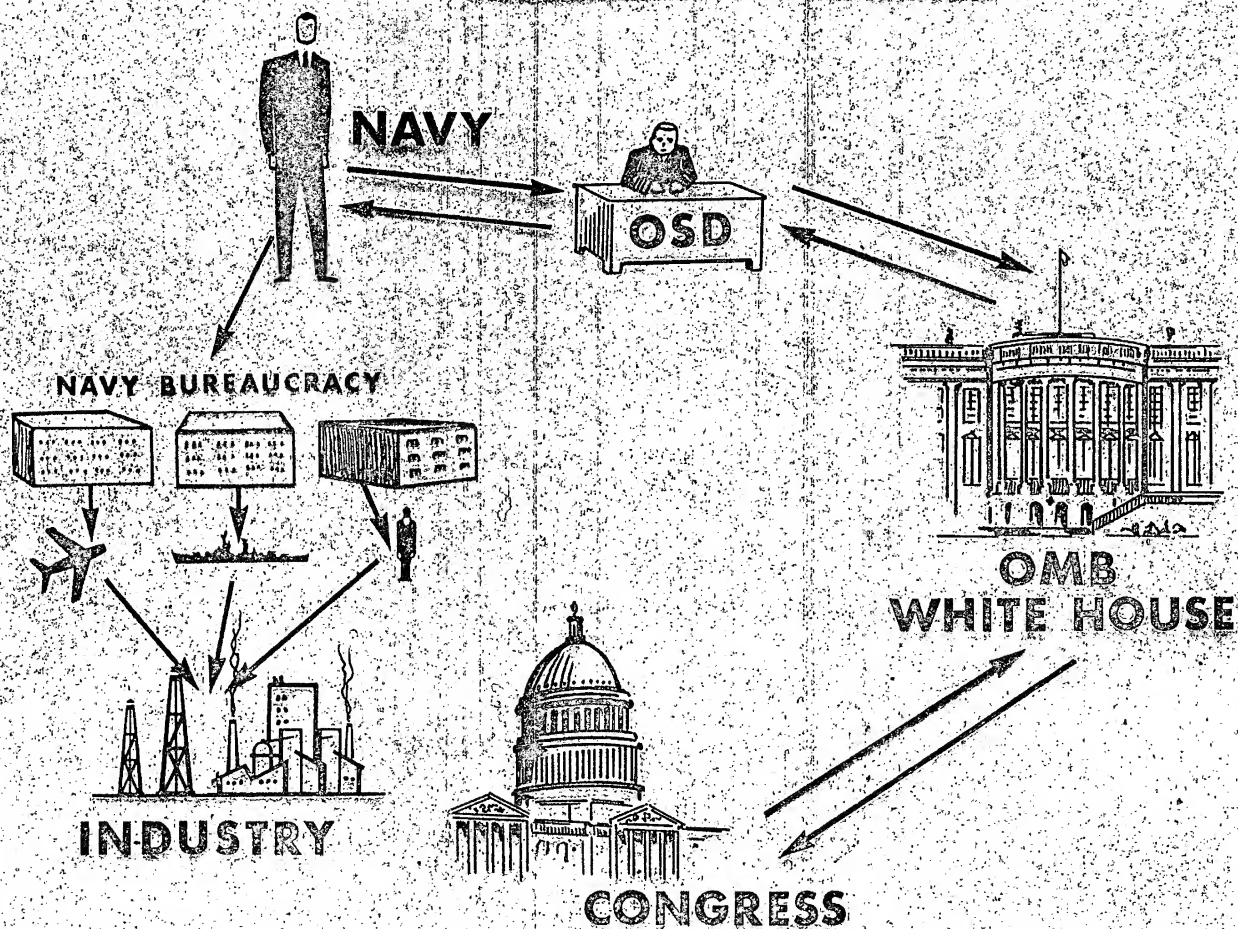 NAVY
OSD
NAVY BUREAUCRACY
OMB
WHITE HOUSE
INDUSTRY
CONGRESS